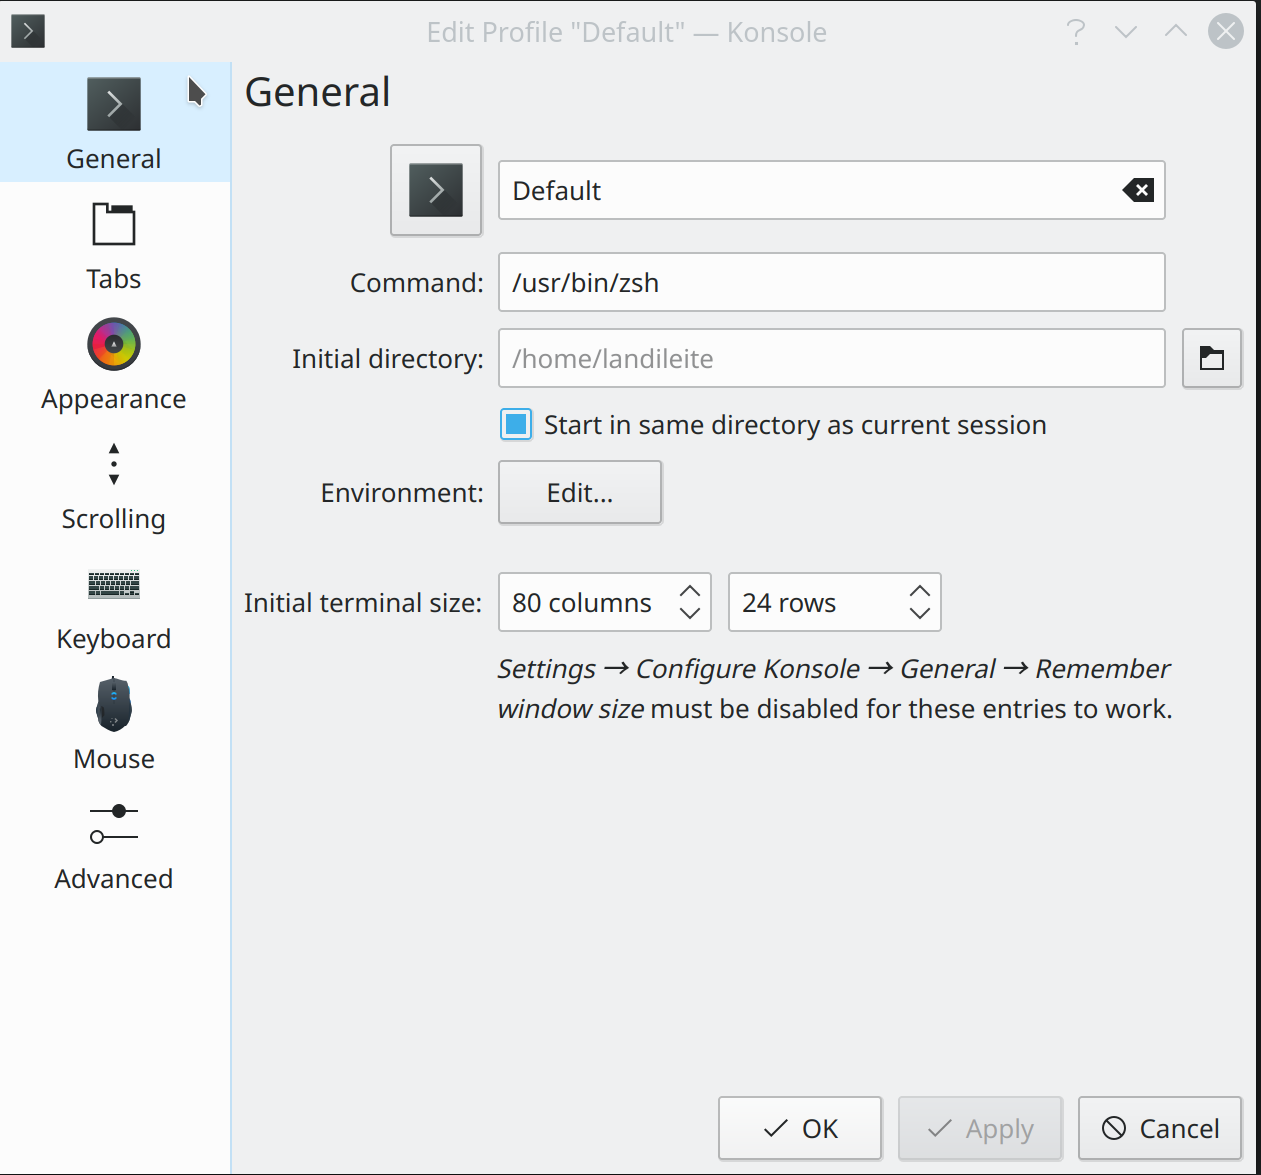 Edit Profile "Default" — Konsole
General
Tabs
Appearance
Scrolling
Keyboard
Mouse
Advanced
General
Default
Command: /usr/bin/zsh
Initial directory: /home/landileite
Start in same directory as current session
Environment: Edit...
Initial terminal size: 80 columns 24 rows
Settings → Configure Konsole → General → Remember
window size must be disabled for these entries to work.
OK Apply Cancel